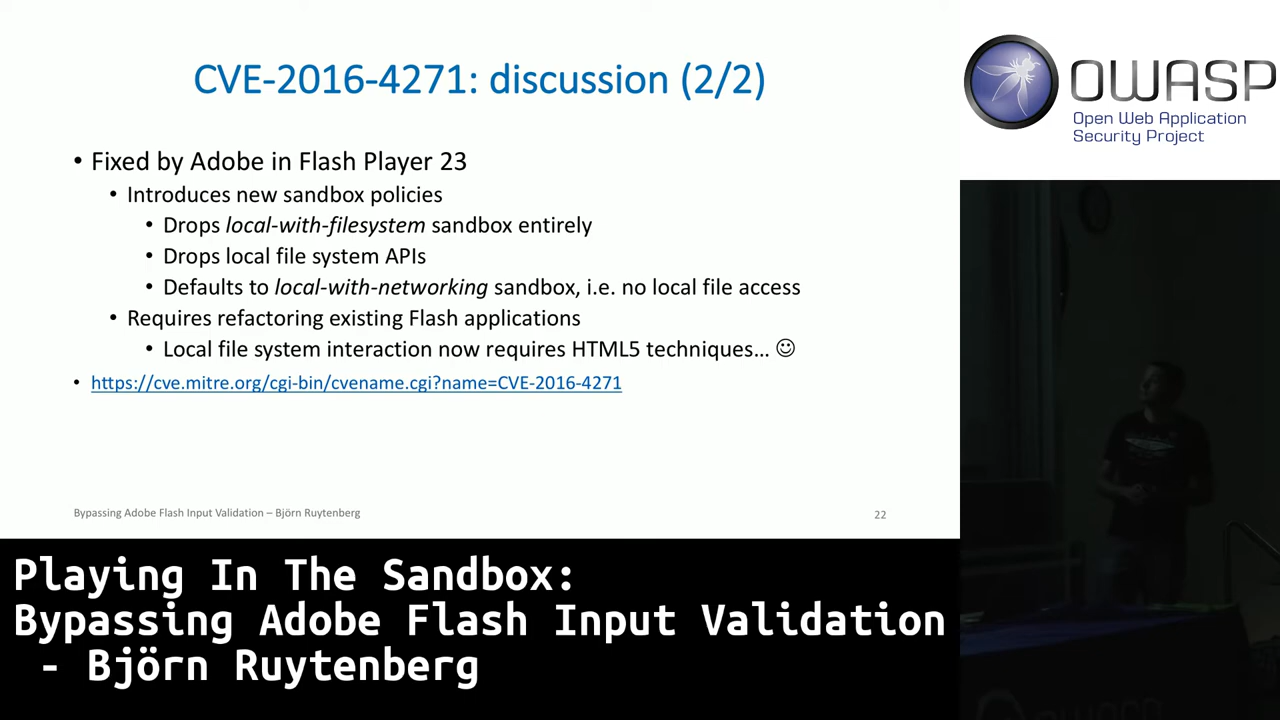 CVE-2016-4271: discussion (2/2)
• Fixed by Adobe in Flash Player 23
• Introduces new sandbox policies
• Drops local-with-filesystem sandbox entirely
• Drops local file system APIs
• Defaults to local-with-networking sandbox, i.e. no local file access
• Requires refactoring existing Flash applications
• Local file system interaction now requires HTML5 techniques… ☺
• https://cve.mitre.org/cgi-bin/cvename.cgi?name=CVE-2016-4271
Bypassing Adobe Flash Input Validation – Björn Ruytenberg
22
OWASP
Open Web Application
Security Project
Playing In The Sandbox:
Bypassing Adobe Flash Input Validation
- Björn Ruytenberg